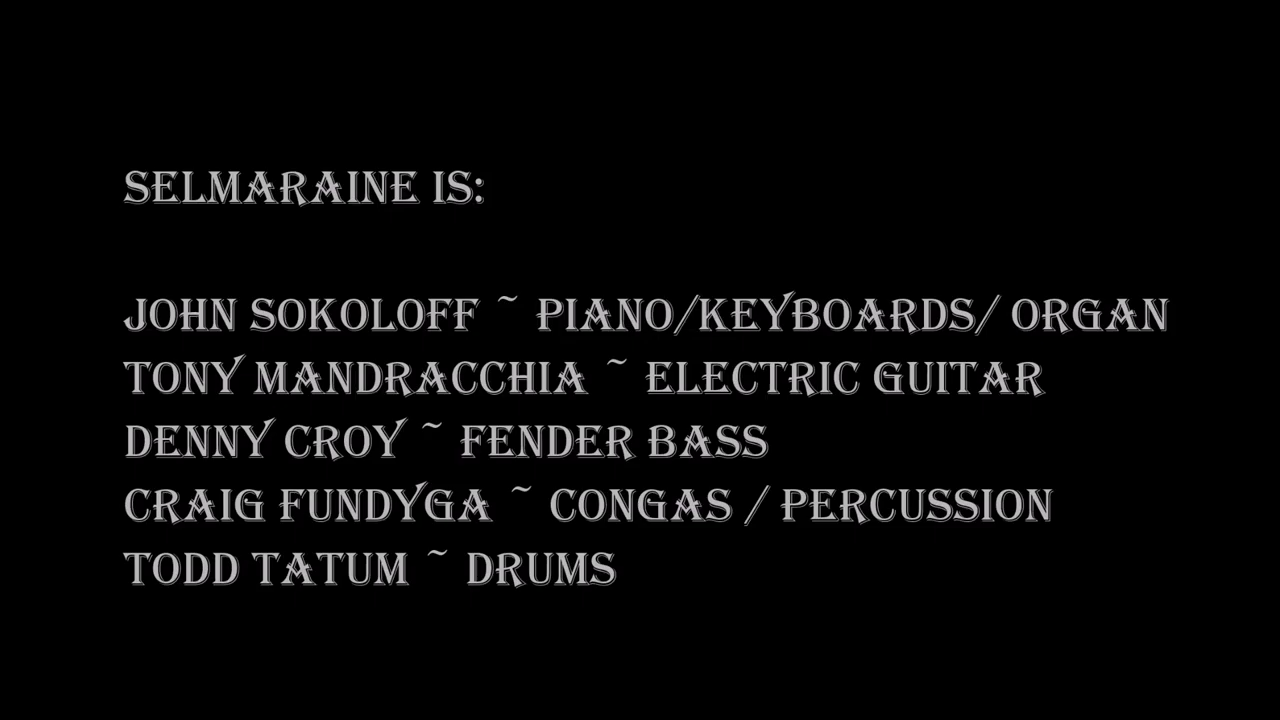 SELMARAINE IS:
JOHN SOKOLOFF ~ PIANO/KEYBOARDS/ ORGAN
TONY MANDRACCHIA ~ ELECTRIC GUITAR
DENNY CROY ~ FENDER BASS
CRAIG FUNDYGA ~ CONGAS / PERCUSSION
TODD TATUM ~ DRUMS